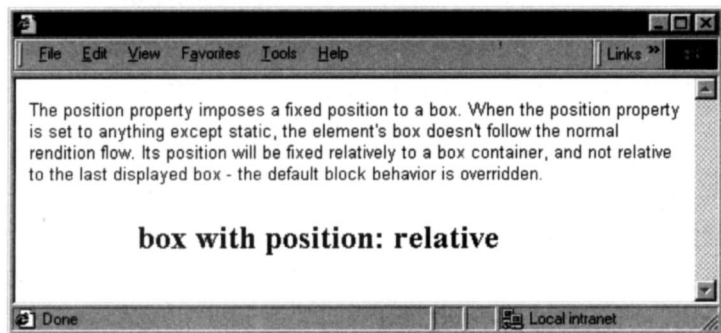 File Edit View Favorites Tools Help Links »
The position property imposes a fixed position to a box. When the position property
is set to anything except static, the element's box doesn't follow the normal
rendition flow. Its position will be fixed relatively to a box container, and not relative
to the last displayed box - the default block behavior is overridden.
box with position: relative
Done Local intranet